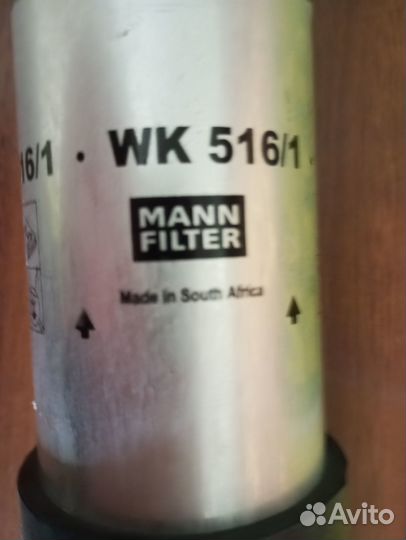 16/1 · WK 516/1 ·
MANN
FILTER
Made in South Africa
Avito